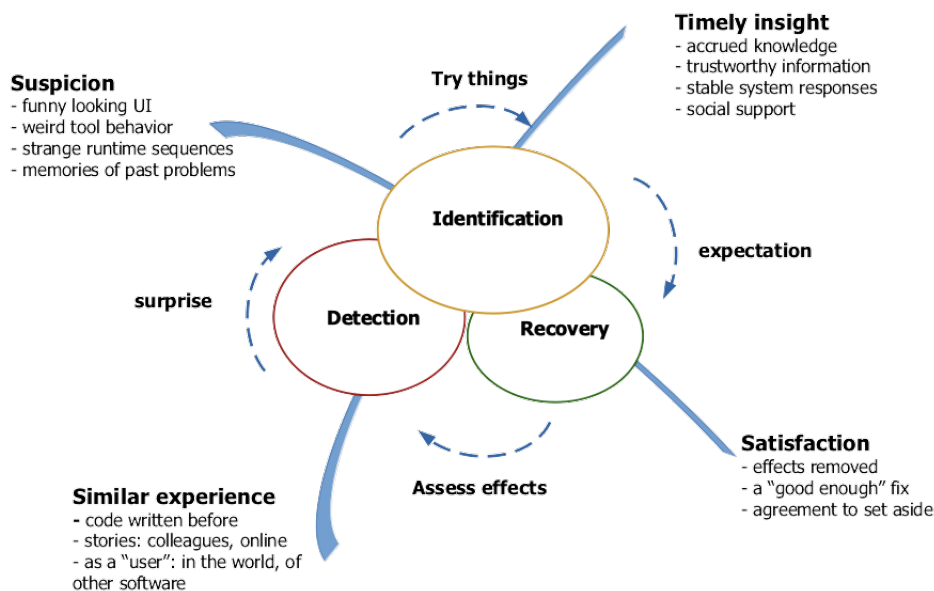 Timely insight
- accrued knowledge
- trustworthy information
- stable system responses
- social support
Try things
Suspicion
- funny looking UI
- weird tool behavior
- strange runtime sequences
- memories of past problems
Identification
expectation
surprise
Detection
Recovery
Assess effects
Satisfaction
- effects removed
- a “good enough” fix
- agreement to set aside
Similar experience
- code written before
- stories: colleagues, online
- as a “user”: in the world, of
other software